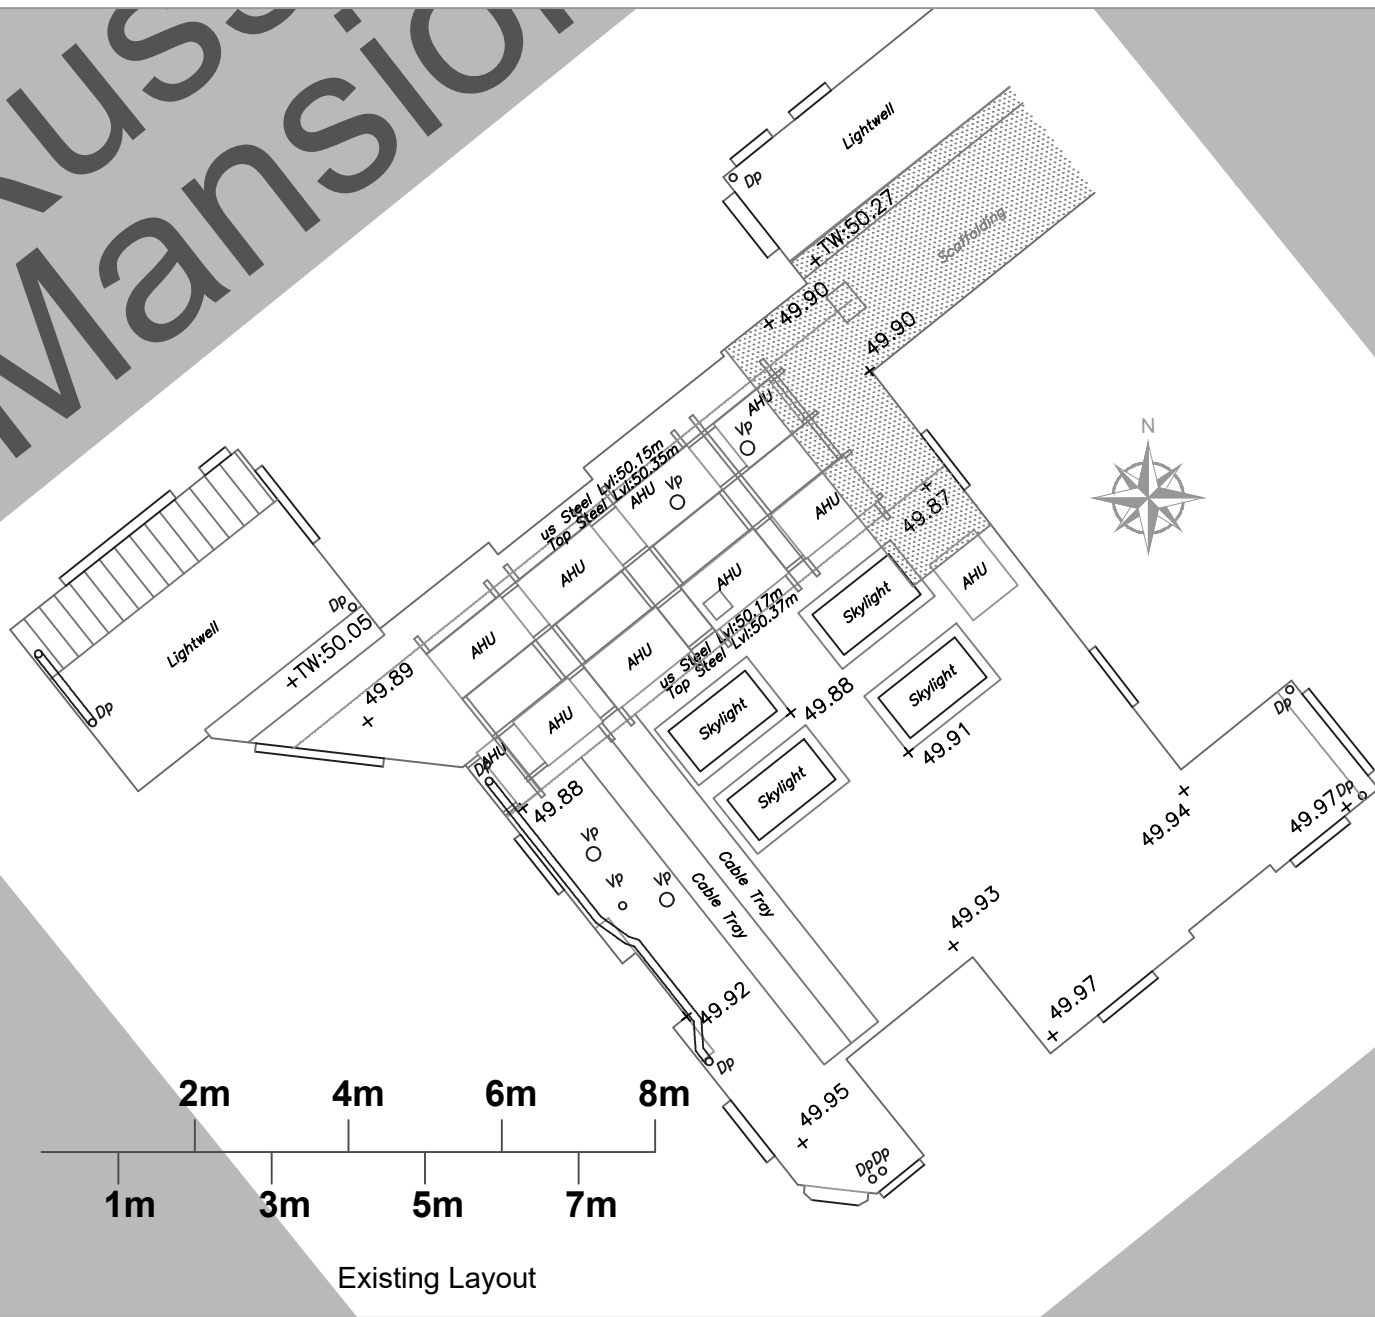 Lightwell
Dp
TW:50.27
Scaffolding
49.90
49.90
N
AHU
Vp
us Steel Lvl:50.15m
Top Steel Lvl:50.35m
AHU
Vp
AHU
49.87
AHU
AHU
AHU
Skylight
Dp
Lightwell
TW:50.05
AHU
us Steel Lvl:50.17m
Top Steel Lvl:50.37m
AHU
49.89
Skylight
Dp
Dp
49.88
AHU
Skylight
49.91
AHU
Dp
Skylight
49.88
Dp
49.97
49.94
Vp
Vp
Vp
Cable Tray
Cable Tray
49.93
49.92
49.97
Dp
2m 4m 6m 8m
49.95
DpDp
1m 3m 5m 7m
Existing Layout